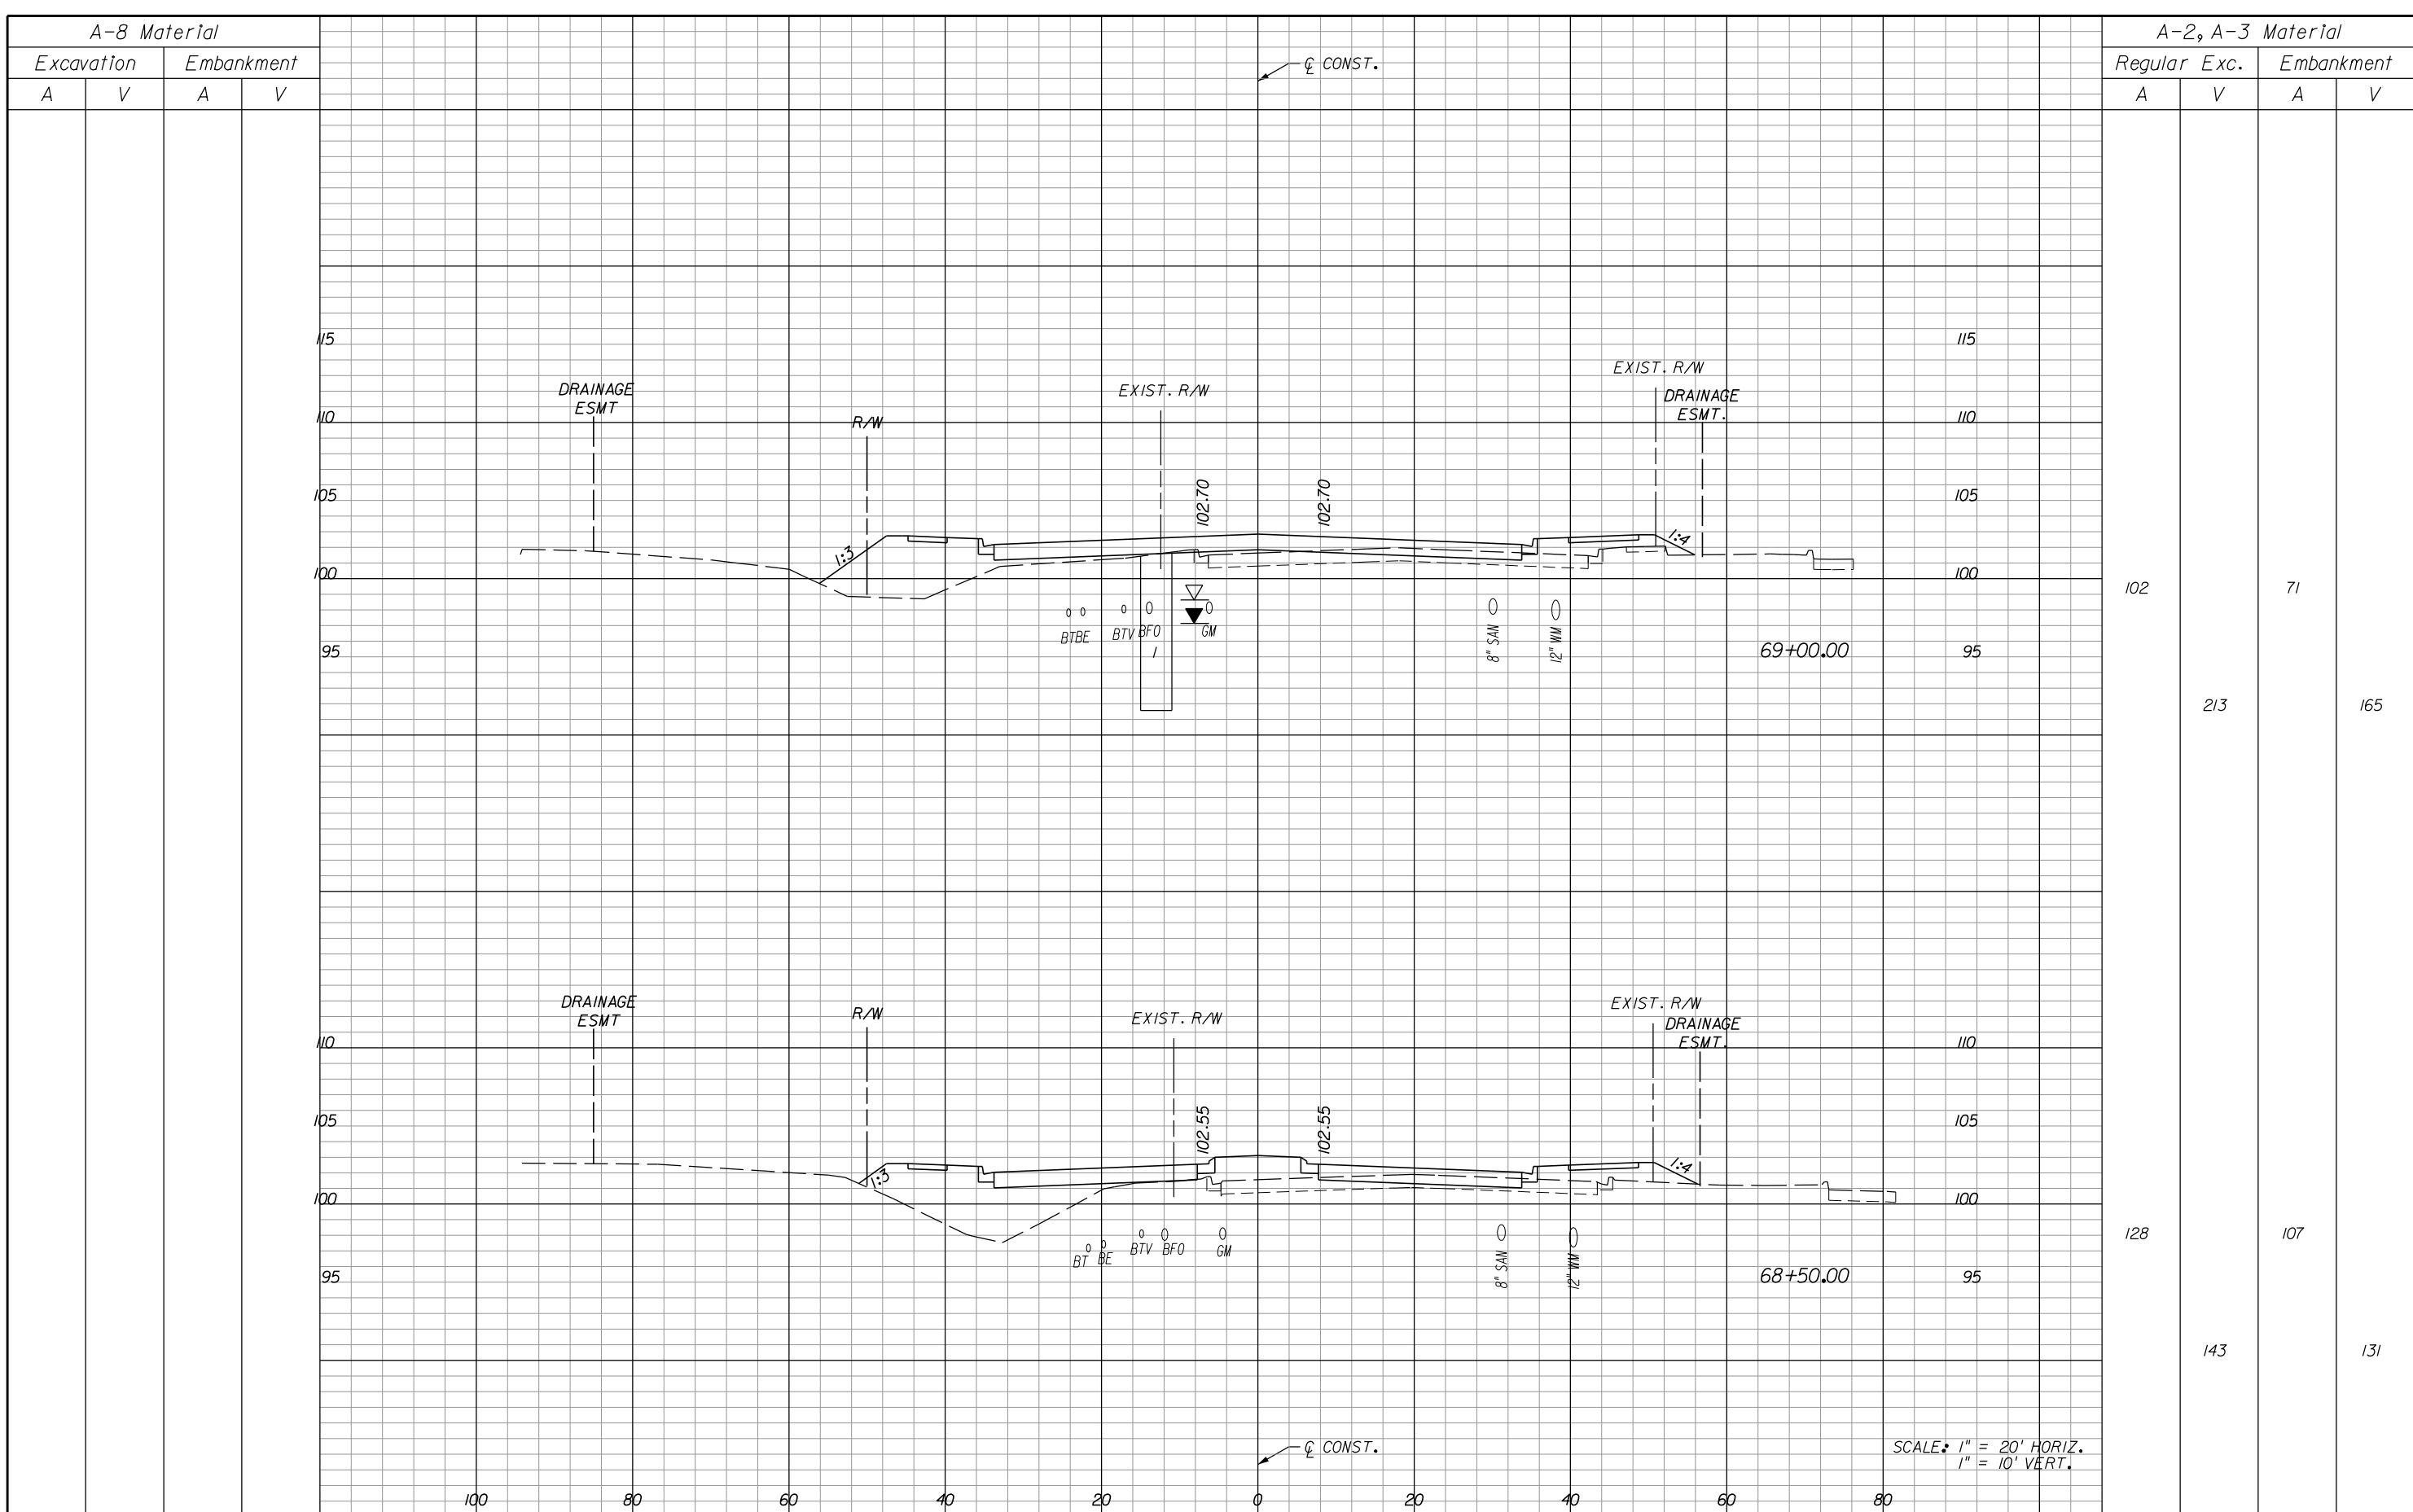 A-8 Material
A-2, A-3 Material
Excavation Embankment
Regular Exc. Embankment
A V A V
A V A V
℄ CONST.
115 115
EXIST. R/W
DRAINAGE
ESMT
EXIST. R/W
DRAINAGE
ESMT.
110 R/W 110
105 102.70 102.70 105
1:3 1:4
100 100
102 71
BT BE BTV BFO GM 8" SAN 12" WM
1
95 69+00.00 95
213 165
DRAINAGE
ESMT
R/W
EXIST. R/W
EXIST. R/W
DRAINAGE
ESMT.
110 110
105 102.55 102.55 105
1:3 1:4
100 100
128 107
BT BE BTV BFO GM 8" SAN 12" WM
95 68+50.00 95
143 131
℄ CONST.
SCALE: 1" = 20' HORIZ.
1" = 10' VERT.
100 80 60 40 20 0 20 40 60 80